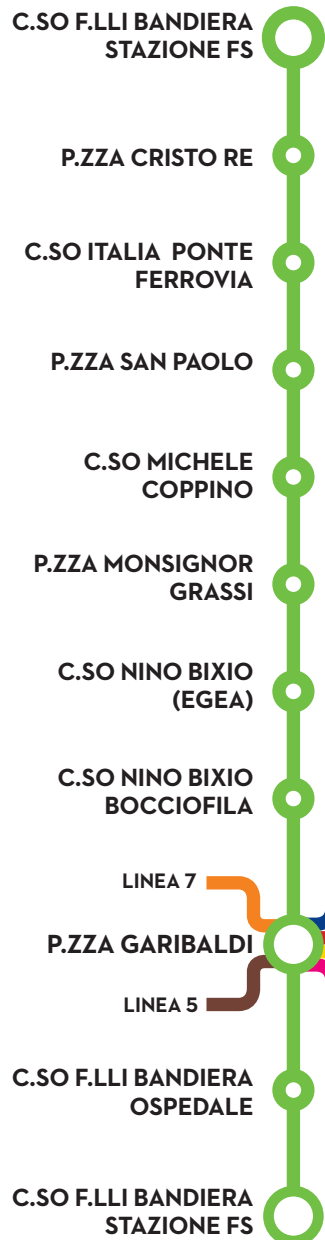 C.SO F.LLI BANDIERA
STAZIONE FS
P.ZZA CRISTO RE
C.SO ITALIA PONTE
FERROVIA
P.ZZA SAN PAOLO
C.SO MICHELE
COPPINO
P.ZZA MONSIGNOR
GRASSI
C.SO NINO BIXIO
(EGEA)
C.SO NINO BIXIO
BOCCIOFILA
LINEA 7
P.ZZA GARIBALDI
LINEA 5
C.SO F.LLI BANDIERA
OSPEDALE
C.SO F.LLI BANDIERA
STAZIONE FS